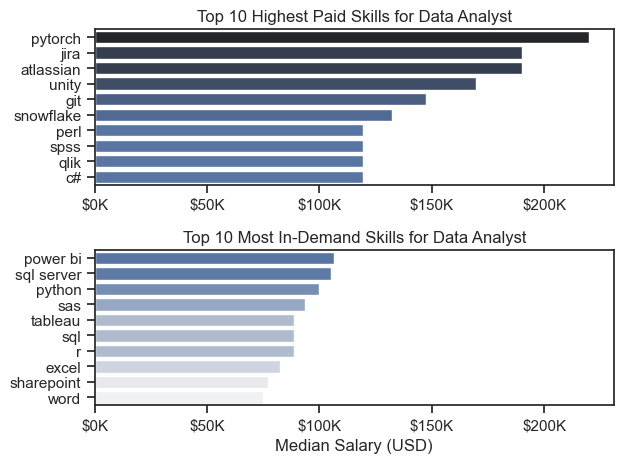 Top 10 Highest Paid Skills for Data Analyst
pytorch
jira
atlassian
unity
git
snowflake
perl
spss
qlik
c#
$0K $50K $100K $150K $200K
Top 10 Most In-Demand Skills for Data Analyst
power bi
sql server
python
sas
tableau
sql
r
excel
sharepoint
word
$0K $50K $100K $150K $200K
Median Salary (USD)